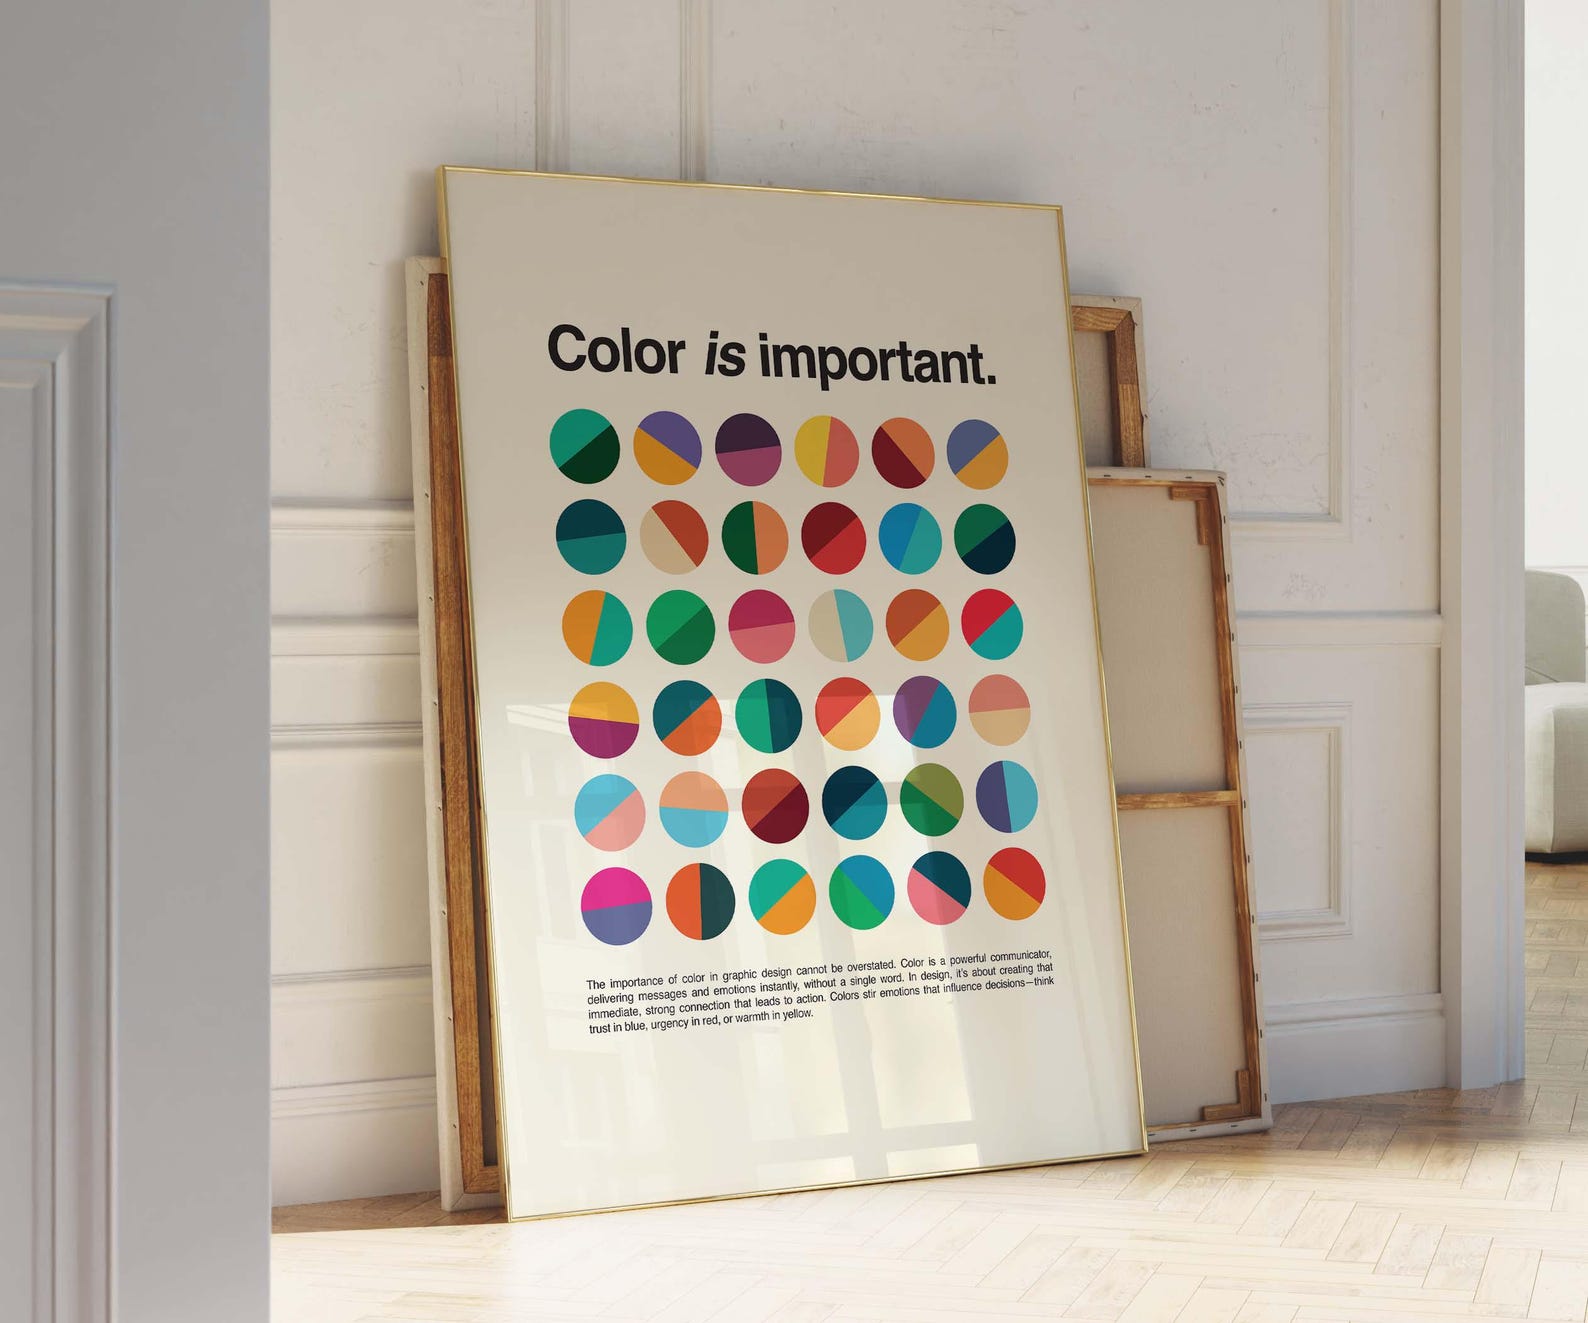 Color is important.
The importance of color in graphic design cannot be overstated. Color is a powerful communicator,
delivering messages and emotions instantly, without a single word. In design, it's about creating that
immediate, strong connection that leads to action. Colors stir emotions that influence decisions—think
trust in blue, urgency in red, or warmth in yellow.